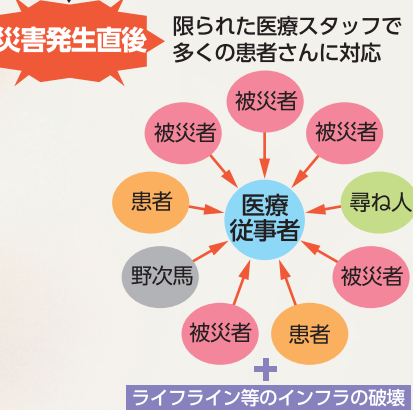 災害発生直後
限られた医療スタッフで
多くの患者さんに対応
被災者
被災者
被災者
患者
医療
従事者
尋ね人
野次馬
被災者
被災者
患者
+
ライフライン等のインフラの破壊